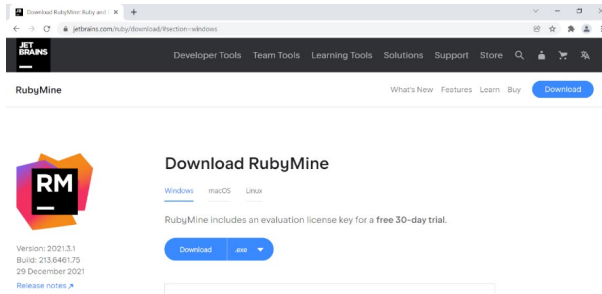 Download RubyMine: Ruby and
jetbrains.com/ruby/download/#section=windows
JET
BRAINS
Developer Tools Team Tools Learning Tools Solutions Support Store
RubyMine
What's New Features Learn Buy Download
RM
Download RubyMine
Windows macOS Linux
RubyMine includes an evaluation license key for a free 30-day trial.
Download .exe
Version: 2021.3.1
Build: 213.6461.75
29 December 2021
Release notes